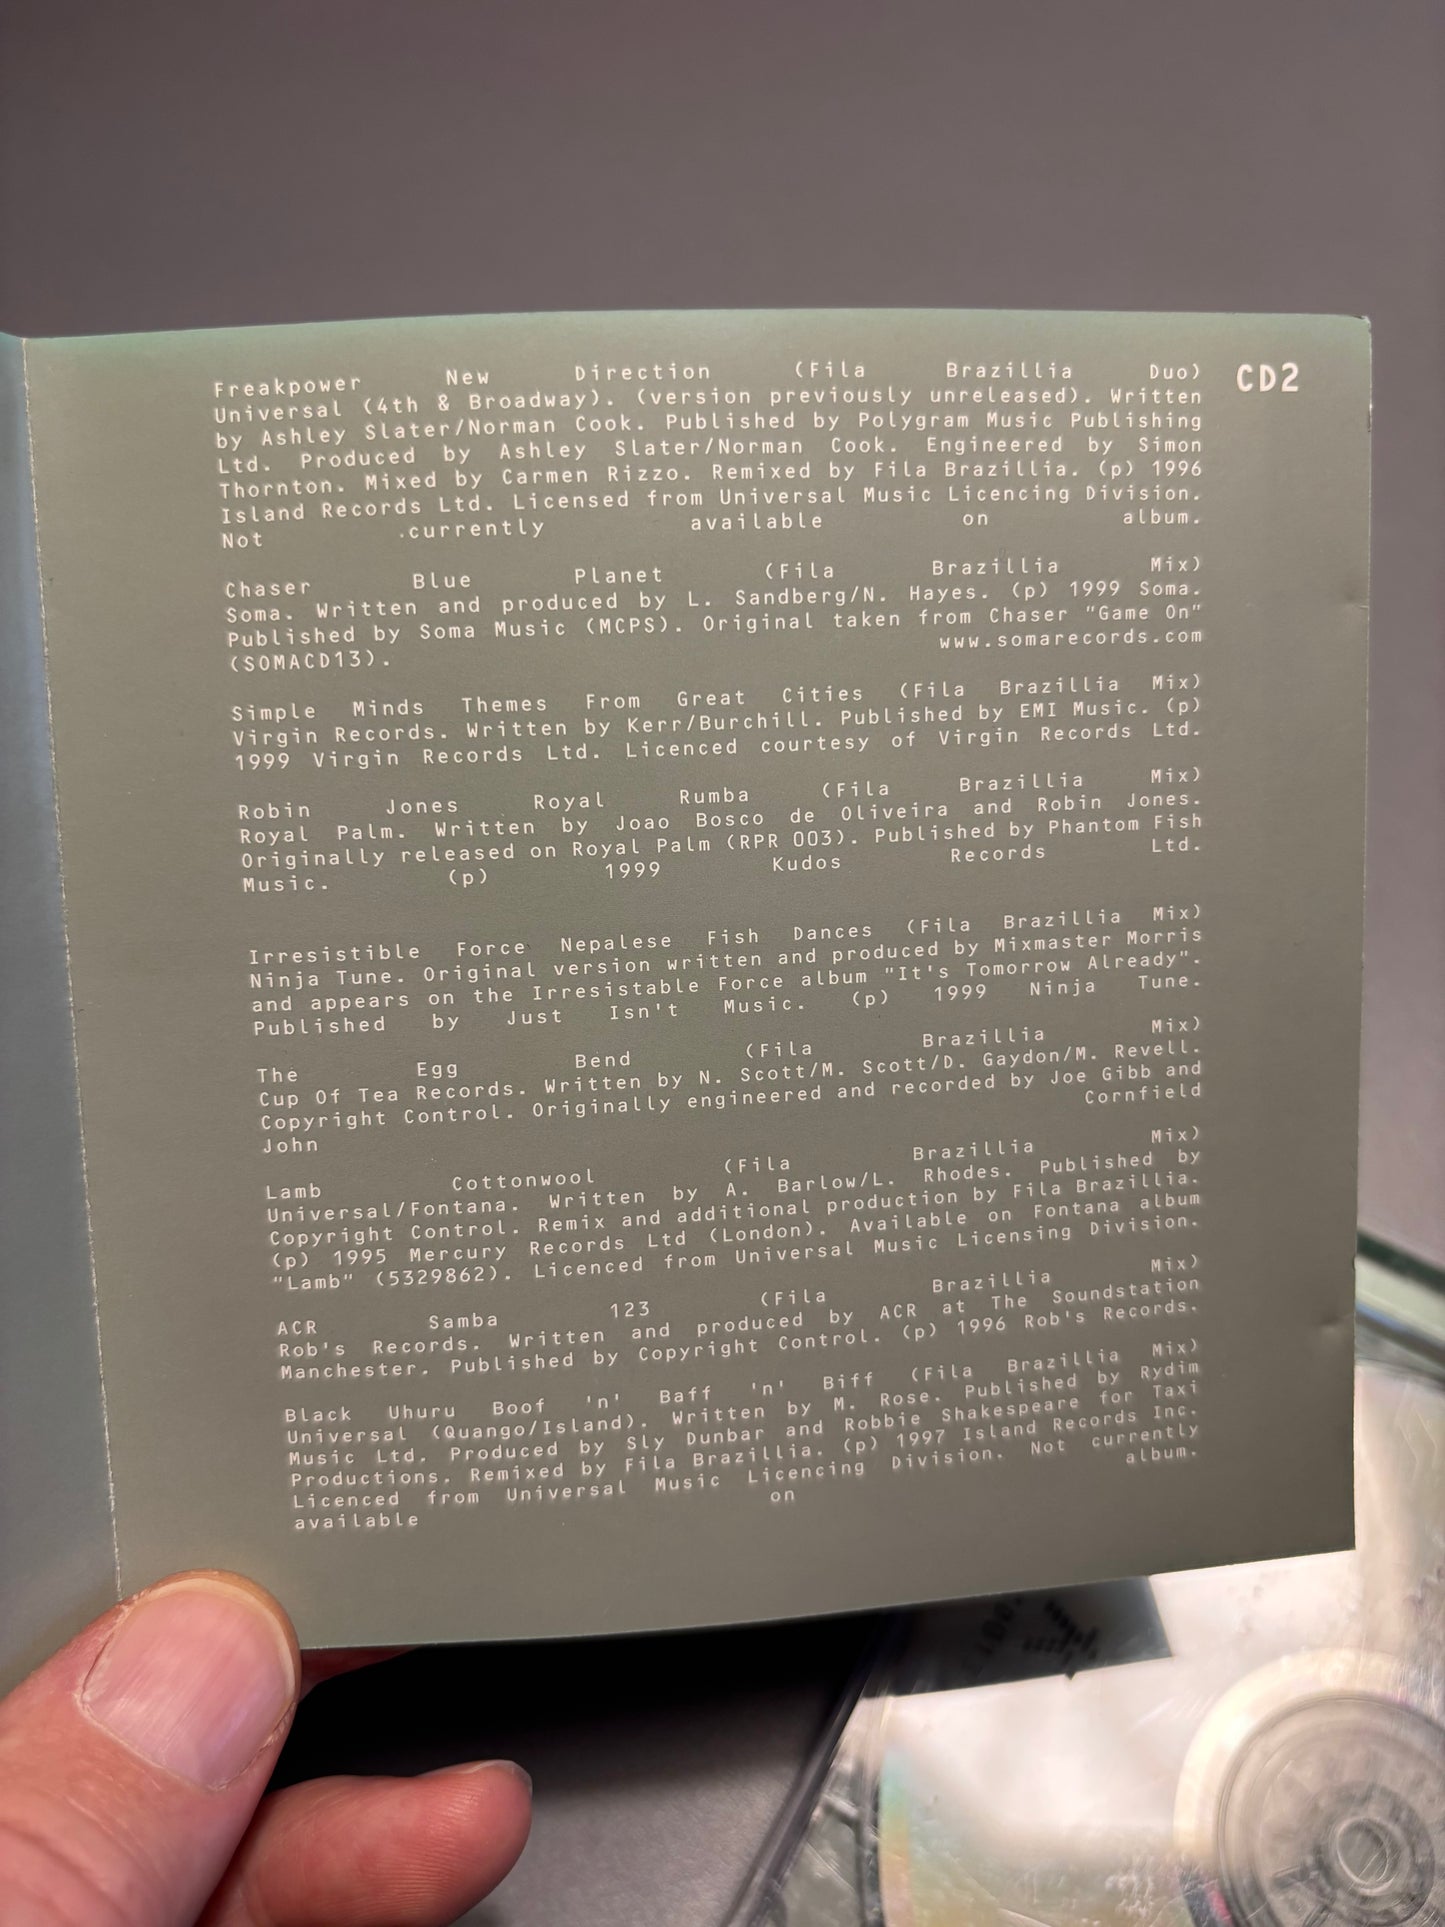 CD2
Freakpower New Direction (Fila Brazillia Duo)
Universal (4th & Broadway). (version previously unreleased). Written
by Ashley Slater/Norman Cook. Published by Polygram Music Publishing
Ltd. Produced by Ashley Slater/Norman Cook. Engineered by Simon
Thornton. Mixed by Carmen Rizzo. Remixed by Fila Brazillia. (p) 1996
Island Records Ltd. Licensed from Universal Music Licencing Division.
Not .currently available on album.
Chaser Blue Planet (Fila Brazillia Mix)
Soma. Written and produced by L. Sandberg/N. Hayes. (p) 1999 Soma.
Published by Soma Music (MCPS). Original taken from Chaser "Game On"
(SOMACD13). www.somarecords.com
Simple Minds Themes From Great Cities (Fila Brazillia Mix)
Virgin Records. Written by Kerr/Burchill. Published by EMI Music. (p)
1999 Virgin Records Ltd. Licenced courtesy of Virgin Records Ltd.
Robin Jones Royal Rumba (Fila Brazillia Mix)
Royal Palm. Written by Joao Bosco de Oliveira and Robin Jones.
Originally released on Royal Palm (RPR 003). Published by Phantom Fish
Music. (p) 1999 Kudos Records Ltd.
Irresistible Force Nepalese Fish Dances (Fila Brazillia Mix)
Ninja Tune. Original version written and produced by Mixmaster Morris
and appears on the Irresistable Force album "It's Tomorrow Already".
Published by Just Isn't Music. (p) 1999 Ninja Tune.
The Egg Bend (Fila Brazillia Mix)
Cup Of Tea Records. Written by N. Scott/M. Scott/D. Gaydon/M. Revell.
Copyright Control. Originally engineered and recorded by Joe Gibb and
John Cornfield
Lamb Cottonwool (Fila Brazillia Mix)
Universal/Fontana. Written by A. Barlow/L. Rhodes. Published by
Copyright Control. Remix and additional production by Fila Brazillia.
(p) 1995 Mercury Records Ltd (London). Available on Fontana album
"Lamb" (5329862). Licenced from Universal Music Licensing Division.
ACR Samba 123 (Fila Brazillia Mix)
Rob's Records. Written and produced by ACR at The Soundstation
Manchester. Published by Copyright Control. (p) 1996 Rob's Records.
Black Uhuru Boof 'n' Baff 'n' Biff (Fila Brazillia Mix)
Universal (Quango/Island). Written by M. Rose. Published by Rydim
Music Ltd. Produced by Sly Dunbar and Robbie Shakespeare for Taxi
Productions. Remixed by Fila Brazillia. (p) 1997 Island Records Inc.
Licenced from Universal Music Licencing Division. Not currently
available on album.